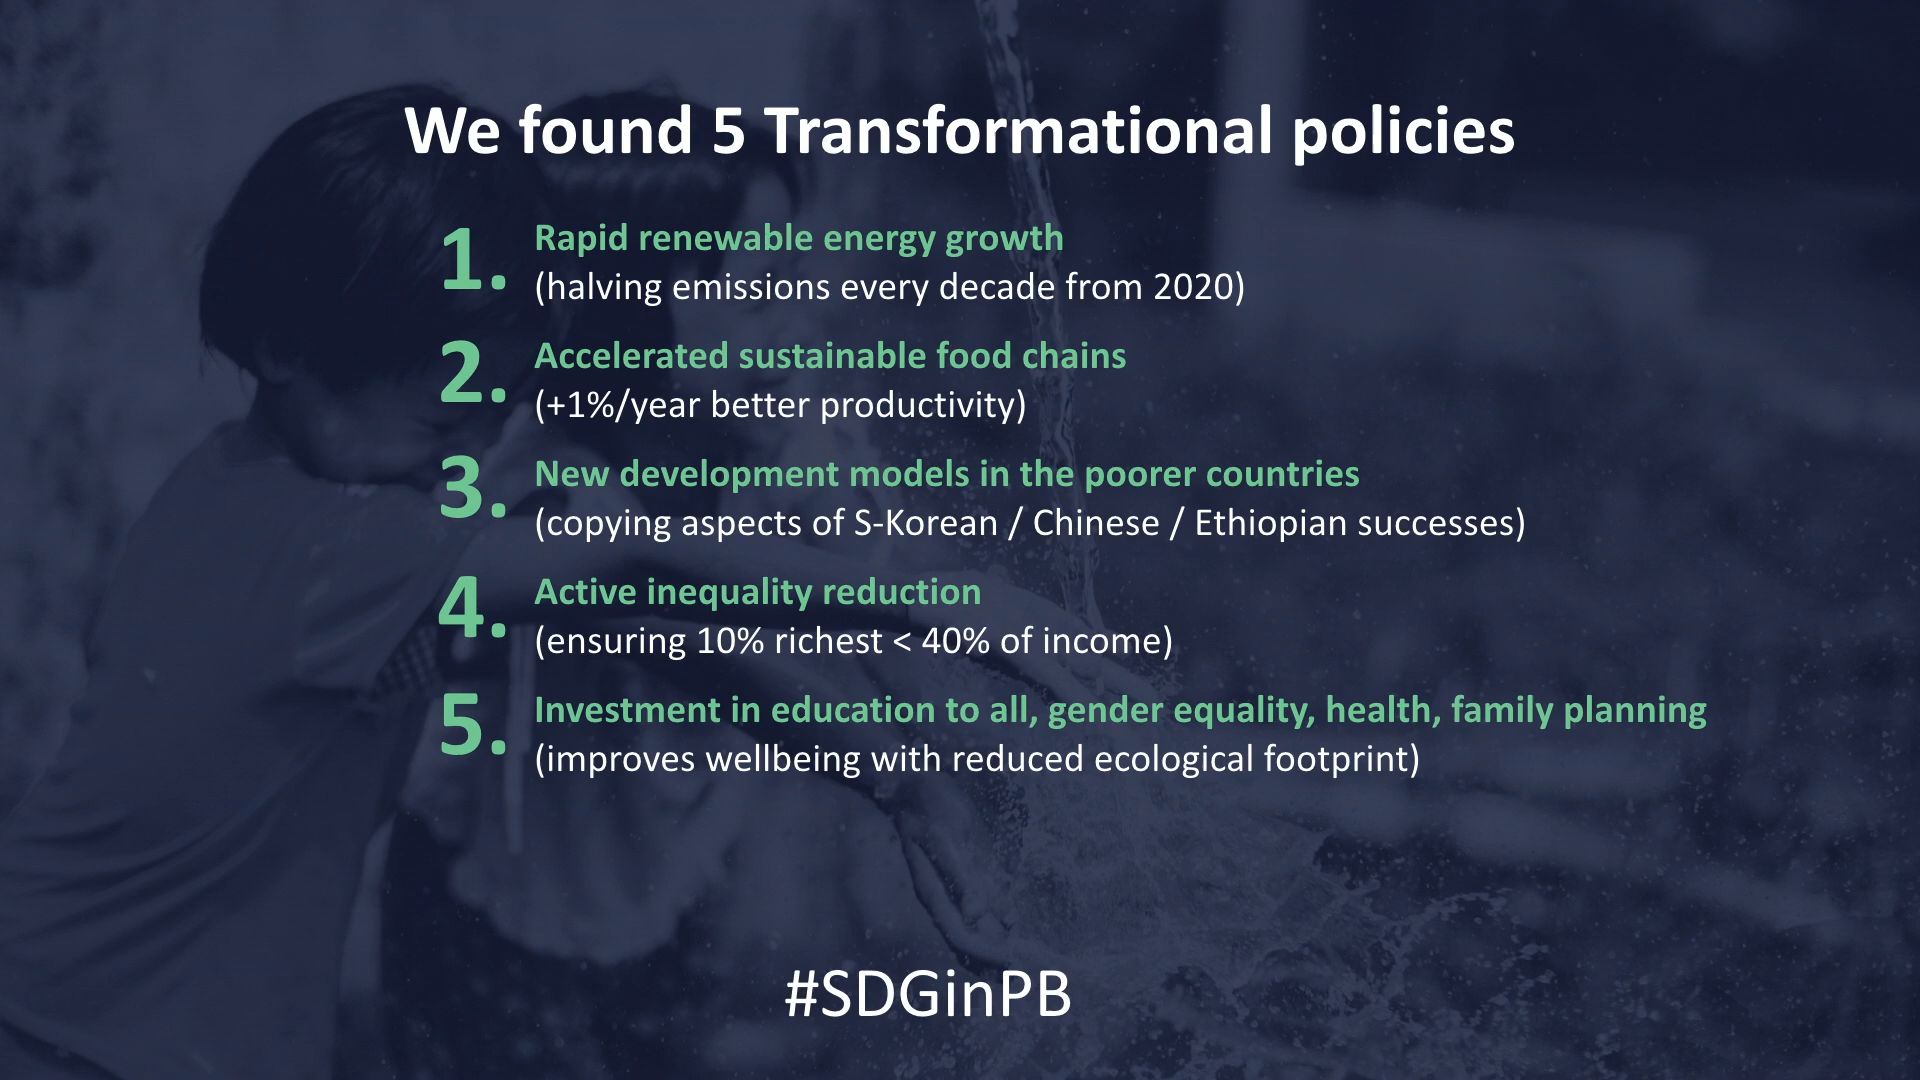 We found 5 Transformational policies
1. Rapid renewable energy growth
(halving emissions every decade from 2020)
2. Accelerated sustainable food chains
(+1%/year better productivity)
3. New development models in the poorer countries
(copying aspects of S-Korean / Chinese / Ethiopian successes)
4. Active inequality reduction
(ensuring 10% richest < 40% of income)
5. Investment in education to all, gender equality, health, family planning
(improves wellbeing with reduced ecological footprint)
#SDGinPB